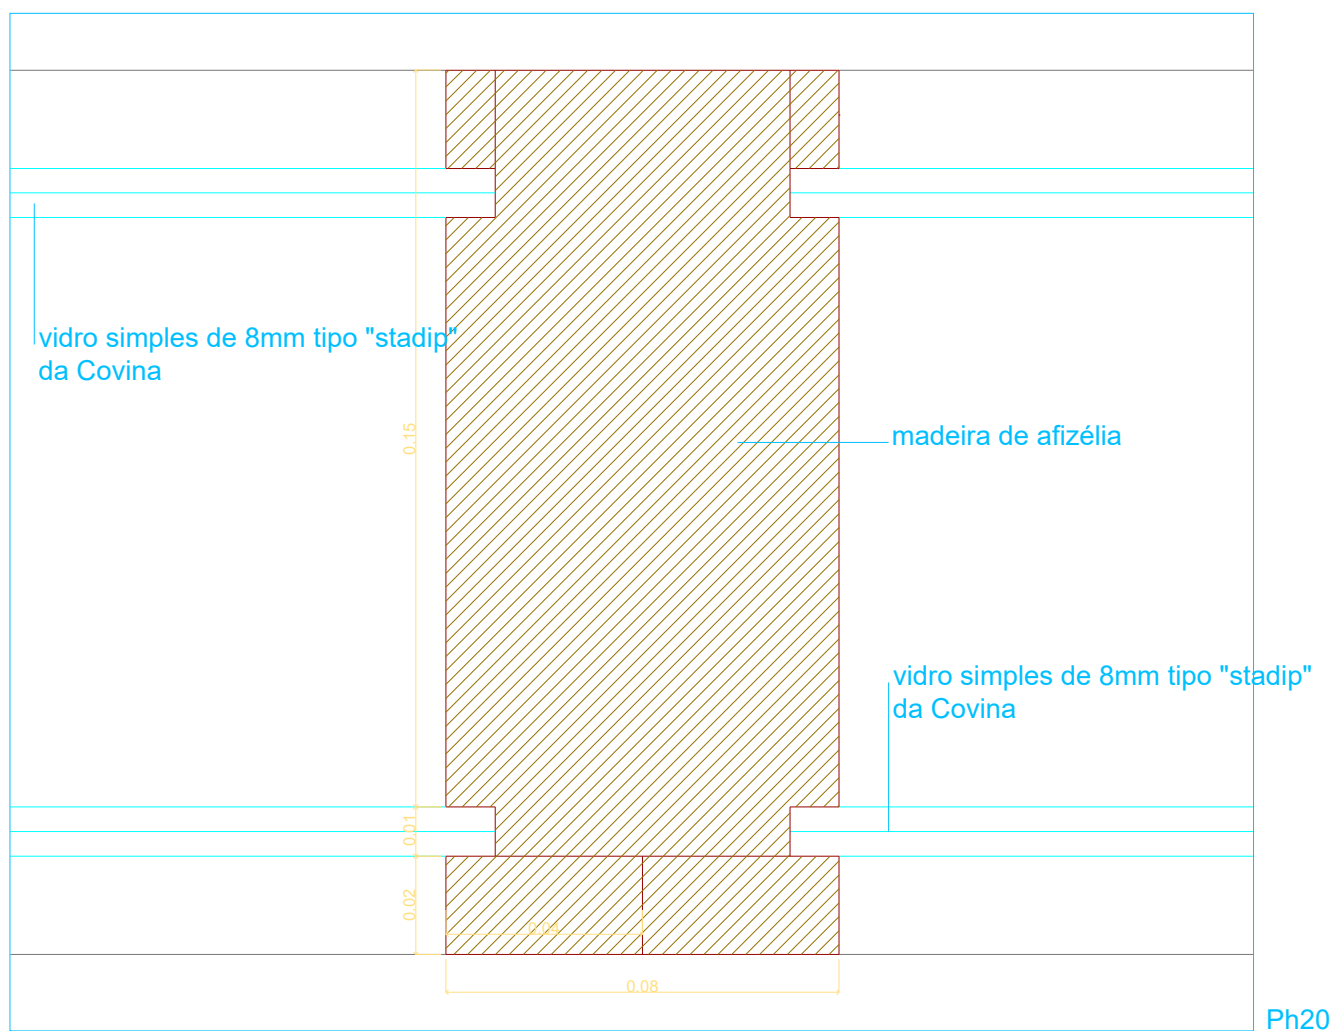 vidro simples de 8mm tipo "stadip"
da Covina
0.15
madeira de afizélia
vidro simples de 8mm tipo "stadip"
da Covina
0.01
0.02
0.04
0.08
Ph20